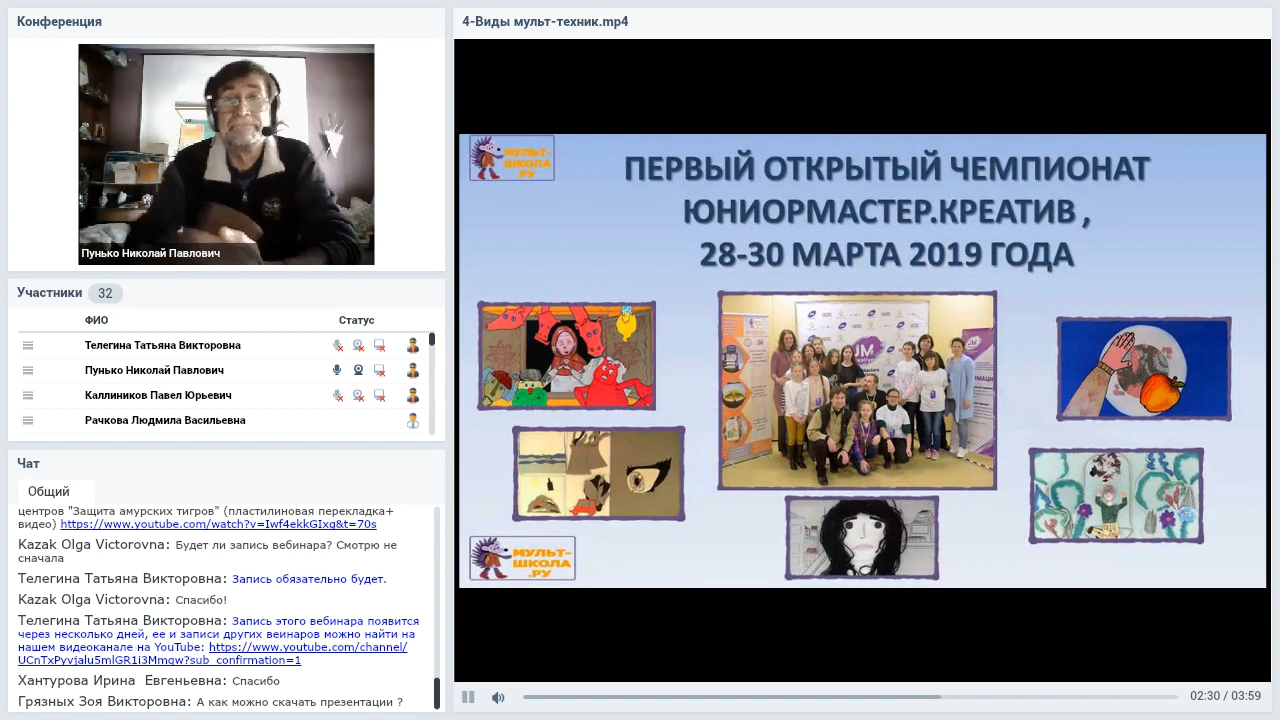 Конференция
Пунько Николай Павлович
Участники 32
ФИО Статус
Телегина Татьяна Викторовна
Пунько Николай Павлович
Каллиников Павел Юрьевич
Рачкова Людмила Васильевна
Чат
Общий
центров "Защита амурских тигров" (пластилиновая перекладка+
видео) https://www.youtube.com/watch?v=Iwf4ekkGIxg&t=70s
Kazak Olga Victorovna: Будет ли запись вебинара? Смотрю не
сначала
Телегина Татьяна Викторовна: Запись обязательно будет.
Kazak Olga Victorovna: Спасибо!
Телегина Татьяна Викторовна: Запись этого вебинара появится
через несколько дней, ее и записи других веинаров можно найти на
нашем видеоканале на YouTube: https://www.youtube.com/channel/
UCnTxPyvjalu5mlGR1i3Mmqw?sub_confirmation=1
Хантурова Ирина Евгеньевна: Спасибо
Грязных Зоя Викторовна: А как можно скачать презентации ?
4-Виды мульт-техник.mp4
МУЛЬТ-
ШКОЛА
.РУ
ПЕРВЫЙ ОТКРЫТЫЙ ЧЕМПИОНАТ
ЮНИОРМАСТЕР.КРЕАТИВ ,
28-30 МАРТА 2019 ГОДА
JM
МУЛЬТ-
ШКОЛА
.РУ
02:30 / 03:59